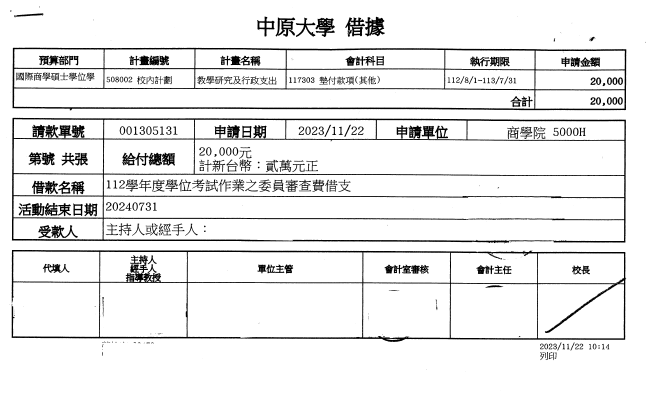 中原大學 借據
預算部門 計畫編號 計畫名稱 會計科目 執行期限 申請金額
國際商學碩士學位學 508002 校內計劃 教學研究及行政支出 117303 墊付款項(其他) 112/8/1-113/7/31 20,000
合計 20,000
請款單號 001305131 申請日期 2023/11/22 申請單位 商學院 5000H
第號 共張 給付總額 20,000元
計新台幣：貳萬元正
借款名稱 112學年度學位考試作業之委員審查費借支
活動結束日期 20240731
受款人 主持人或經手人：
代填人 主持人 經手人 指導教授 單位主管 會計室審核 會計主任 校長
2023/11/22 10:14
列印